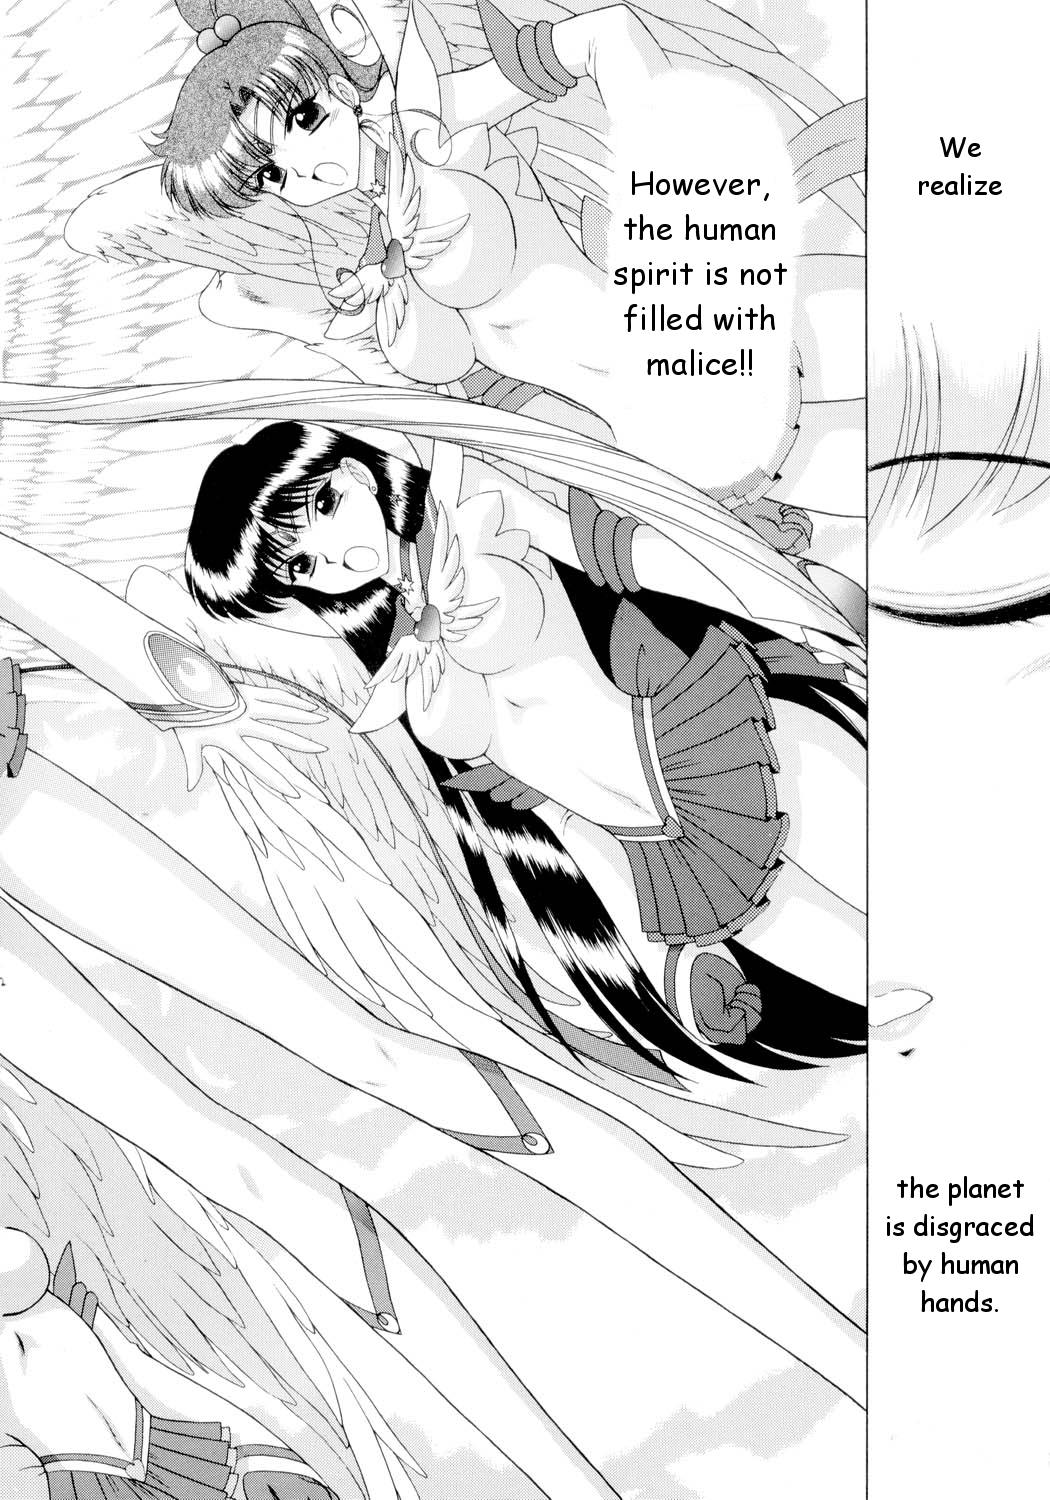 We
realize
the planet
is disgraced
by human
hands.
However,
the human
spirit is not
filled with
malice!!